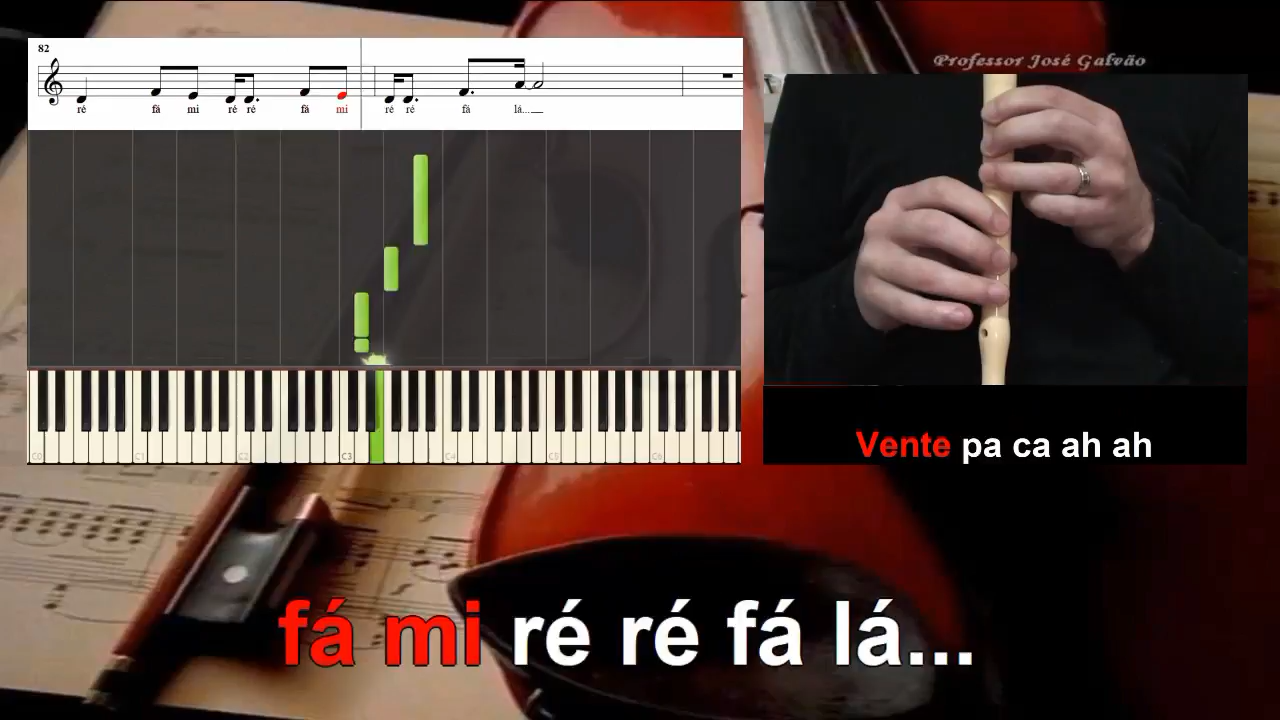 82
Professor José Galvão
ré fá mi ré ré fá mi ré ré fá lá...
C0 C1 C2 C3 C4 C5 C6
Vente pa ca ah ah
fá mi ré ré fá lá...